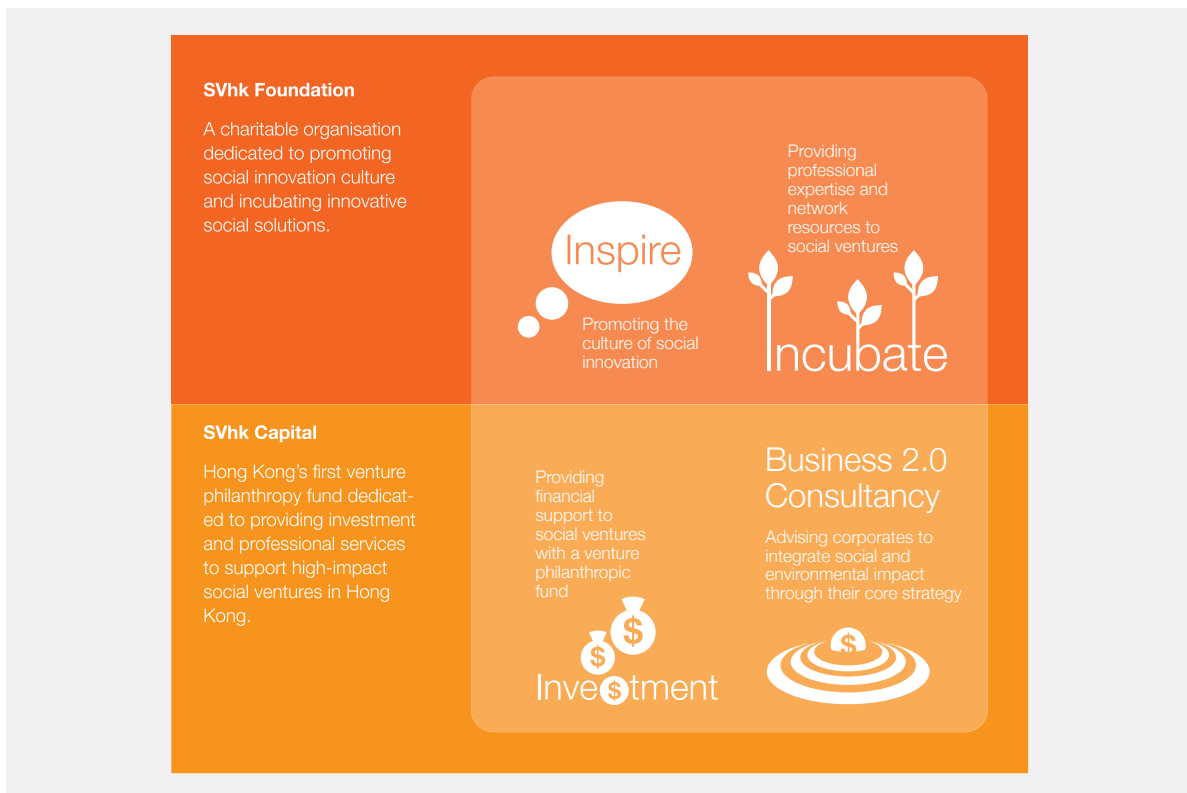 SVhk Foundation
A charitable organisation
dedicated to promoting
social innovation culture
and incubating innovative
social solutions.
Inspire
Promoting the
culture of social
innovation
Providing
professional
expertise and
network
resources to
social ventures
Incubate
SVhk Capital
Hong Kong’s first venture
philanthropy fund dedicat-
ed to providing investment
and professional services
to support high-impact
social ventures in Hong
Kong.
Providing
financial
support to
social ventures
with a venture
philanthropic
fund
$
$
Inve$tment
Business 2.0
Consultancy
Advising corporates to
integrate social and
environmental impact
through their core strategy
$